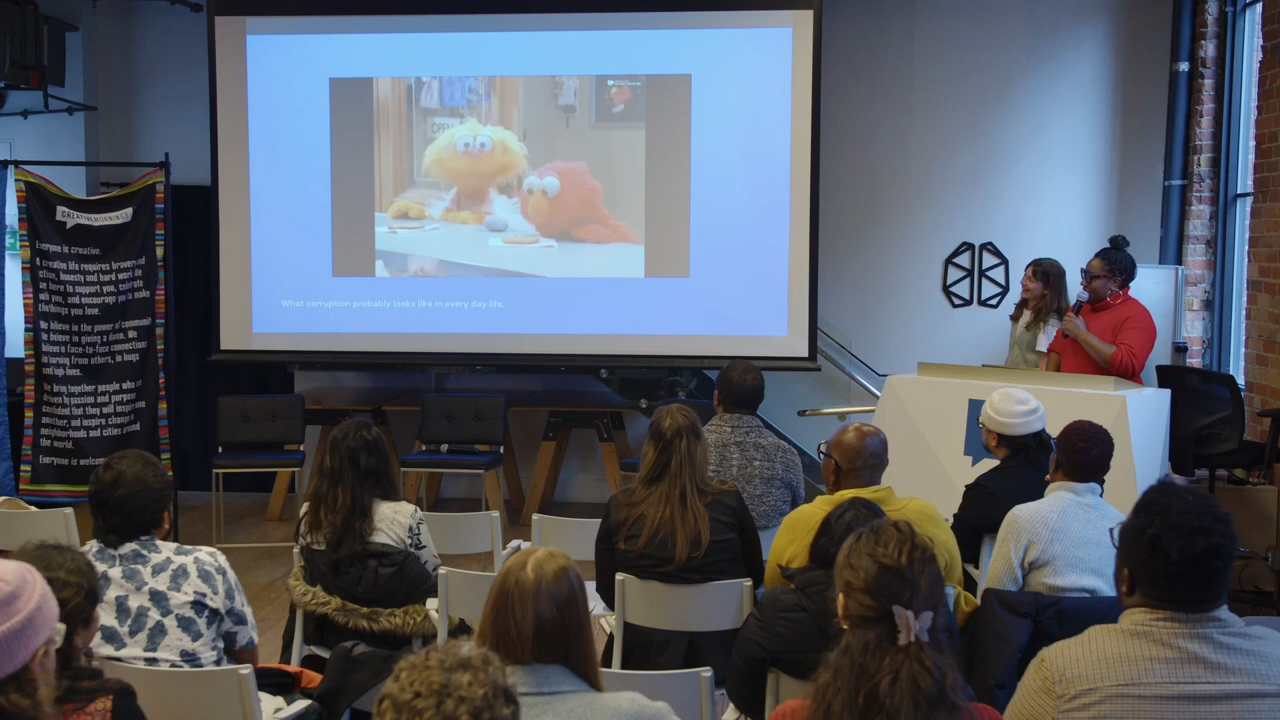 OPEN
What corruption probably looks like in every day life.
CREATIVEMORNINGS
Everyone is creative.
A creative life requires bravery and
action, honesty and hard work. We
are here to support you, celebrate
with you, and encourage you to make
the things you love.
We believe in the power of community.
We believe in giving a damn. We
believe in face-to-face connections,
in learning from others, in hugs
and high-fives.
We bring together people who are
driven by passion and purpose
confident that they will inspire one
another, and inspire change in
neighborhoods and cities around
the world.
Everyone is welcome